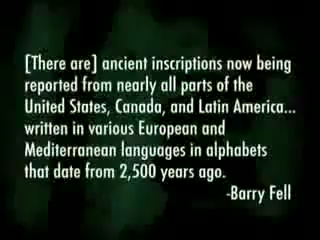 [There are] ancient inscriptions now being
reported from nearly all parts of the
United States, Canada, and Latin America...
written in various European and
Mediterranean languages in alphabets
that date from 2,500 years ago.
-Barry Fell